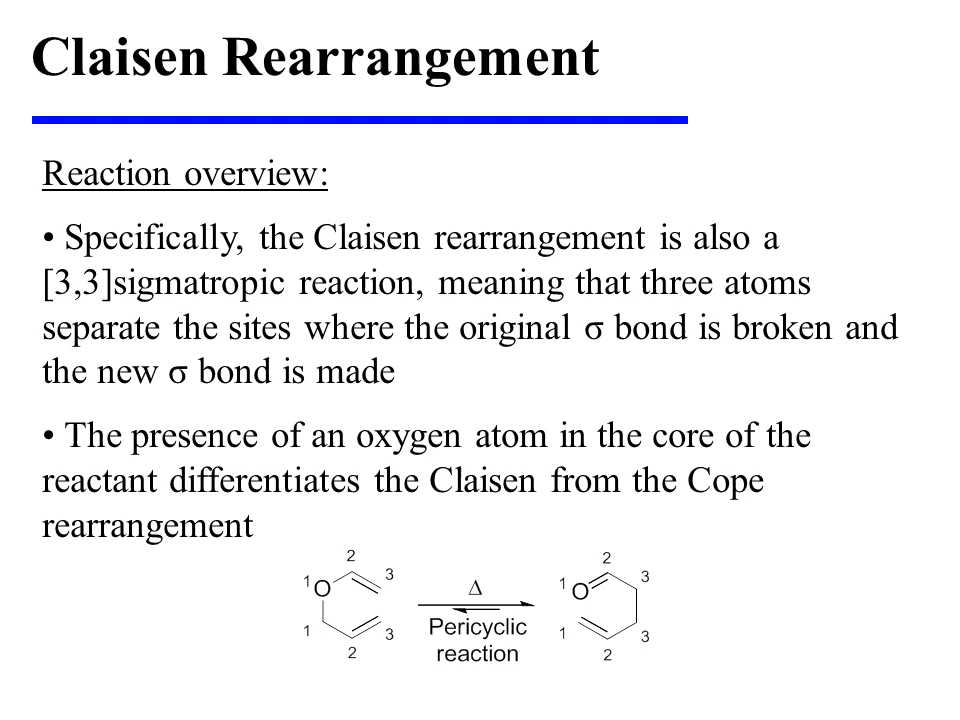 Claisen Rearrangement
Reaction overview:
• Specifically, the Claisen rearrangement is also a
[3,3]sigmatropic reaction, meaning that three atoms
separate the sites where the original σ bond is broken and
the new σ bond is made
• The presence of an oxygen atom in the core of the
reactant differentiates the Claisen from the Cope
rearrangement
2
1 O 3
1 3
2
Δ
Pericyclic
reaction
2
1 O 3
1 3
2